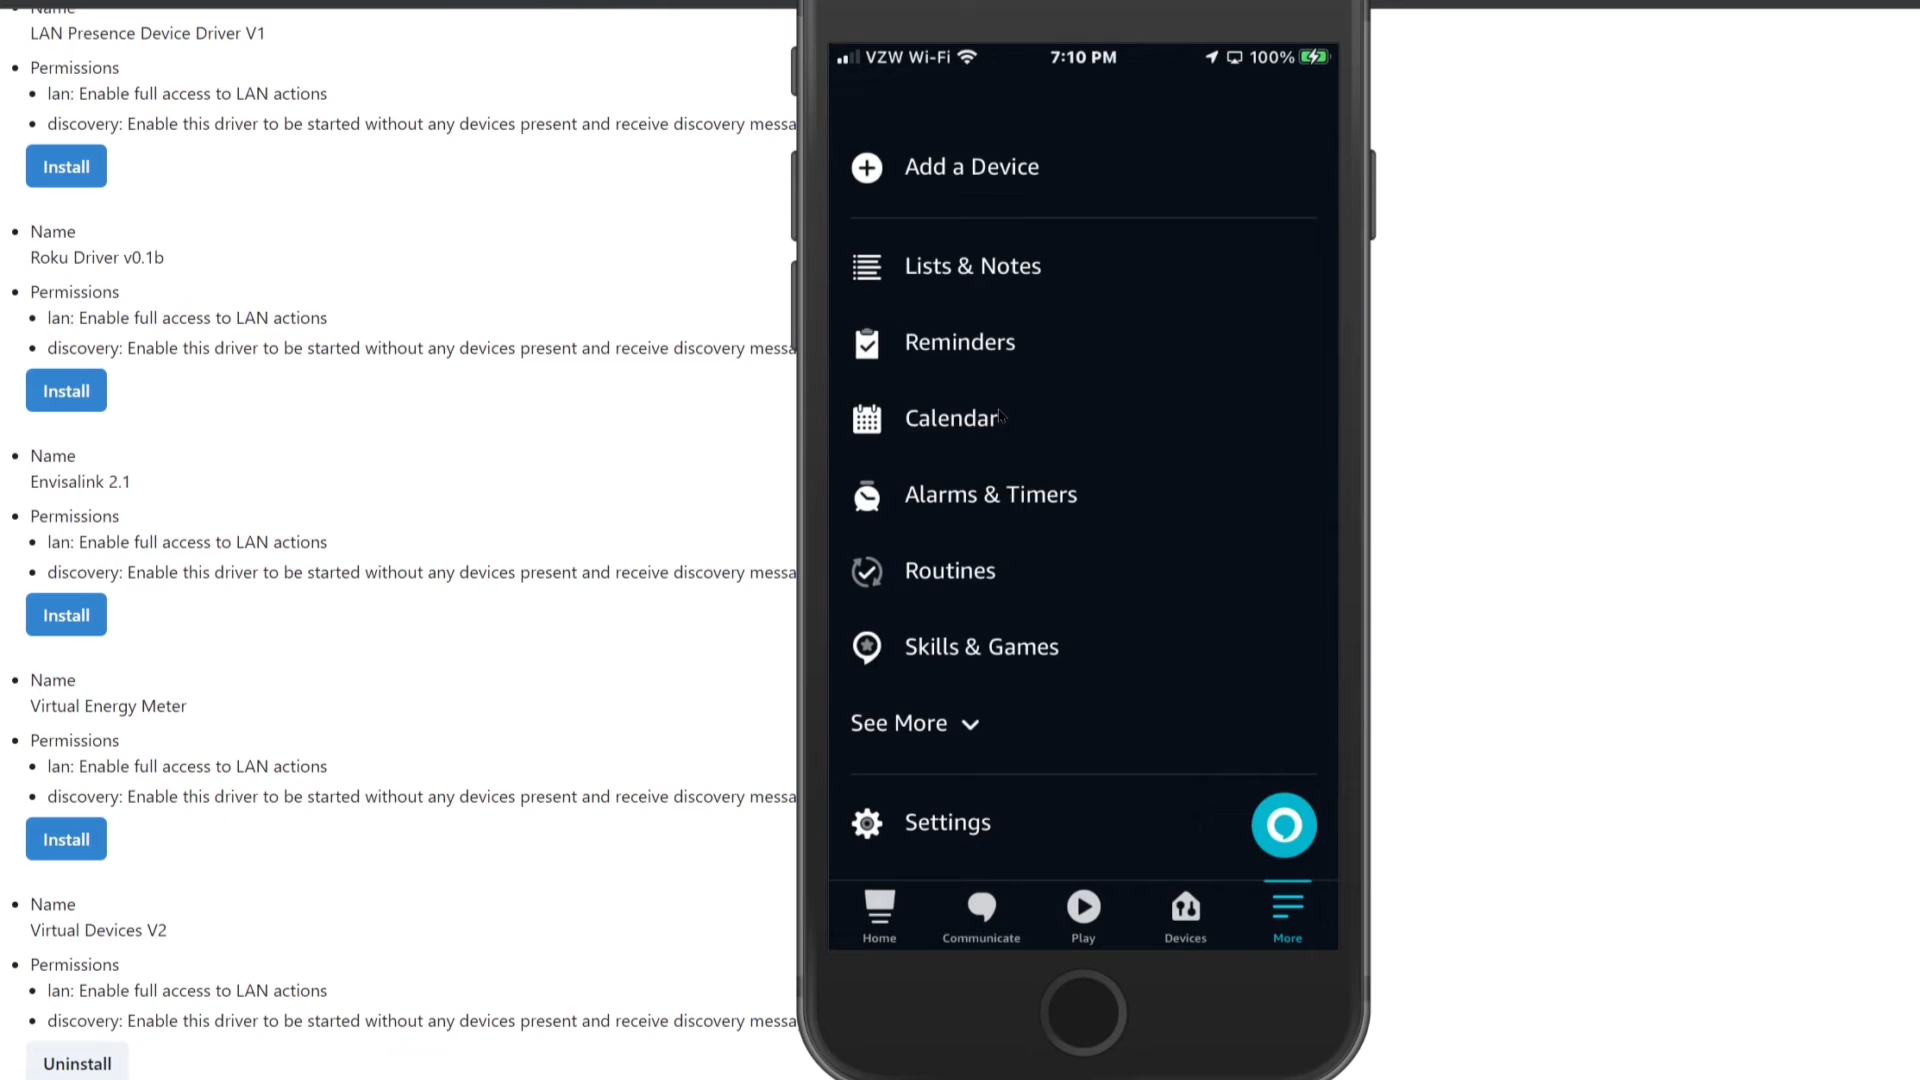 Name
LAN Presence Device Driver V1
Permissions
lan: Enable full access to LAN actions
discovery: Enable this driver to be started without any devices present and receive discovery messa
Install
Name
Roku Driver v0.1b
Permissions
lan: Enable full access to LAN actions
discovery: Enable this driver to be started without any devices present and receive discovery messa
Install
Name
Envisalink 2.1
Permissions
lan: Enable full access to LAN actions
discovery: Enable this driver to be started without any devices present and receive discovery messa
Install
Name
Virtual Energy Meter
Permissions
lan: Enable full access to LAN actions
discovery: Enable this driver to be started without any devices present and receive discovery messa
Install
Name
Virtual Devices V2
Permissions
lan: Enable full access to LAN actions
discovery: Enable this driver to be started without any devices present and receive discovery messa
Uninstall
VZW Wi-Fi 7:10 PM 100%
Add a Device
Lists & Notes
Reminders
Calendar
Alarms & Timers
Routines
Skills & Games
See More
Settings
Home Communicate Play Devices More